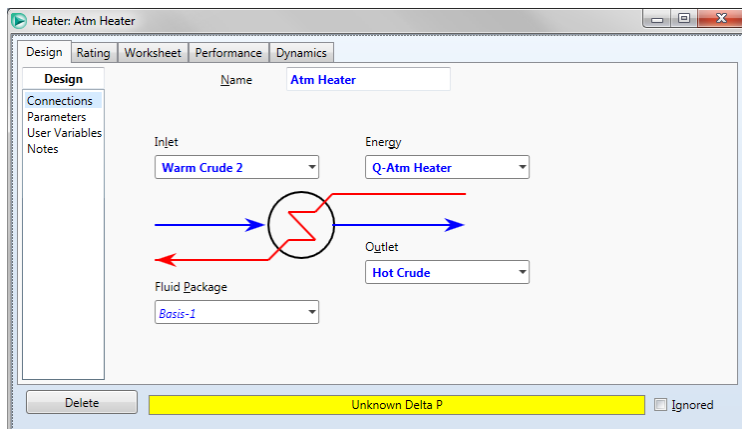 Heater: Atm Heater
Design Rating Worksheet Performance Dynamics
Design
Connections
Parameters
User Variables
Notes
Name Atm Heater
Inlet Energy
Warm Crude 2 Q-Atm Heater
Outlet
Hot Crude
Fluid Package
Basis-1
Delete Unknown Delta P Ignored